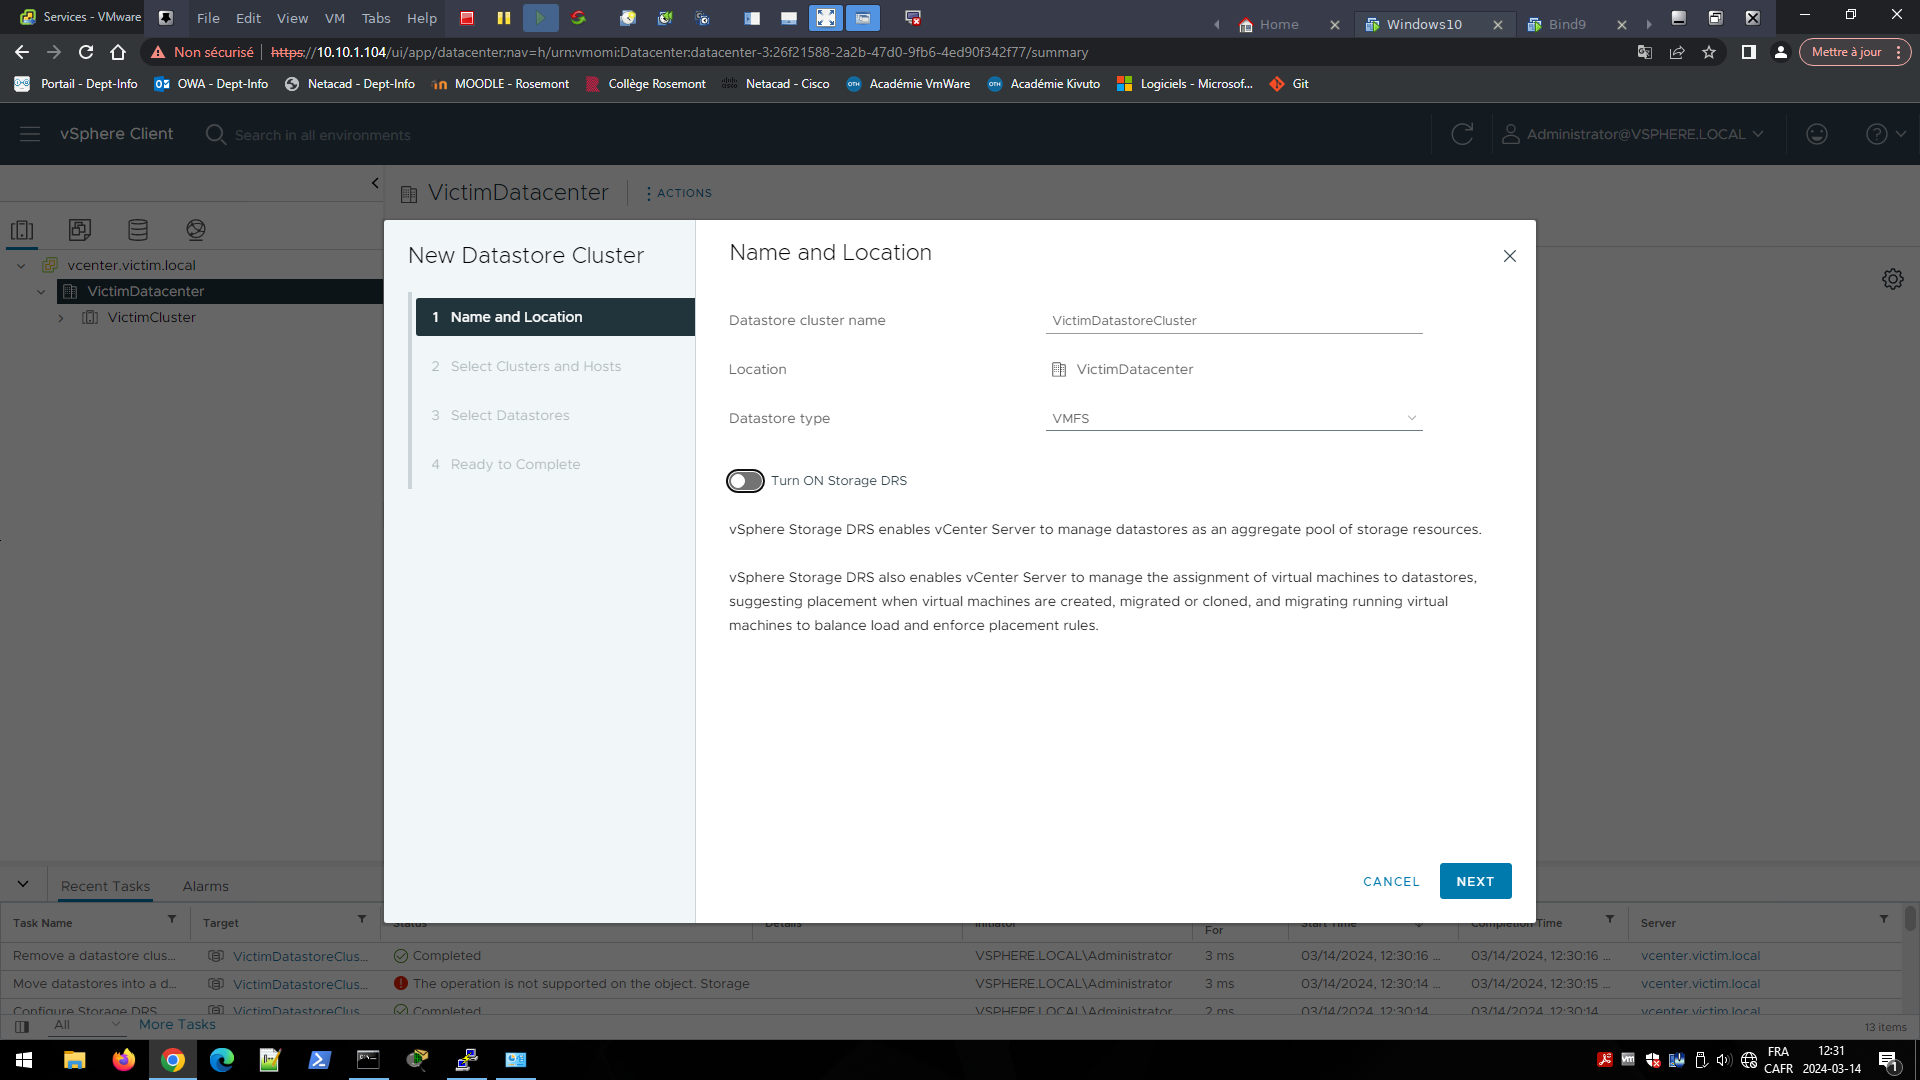 Services - VMware
File Edit View VM Tabs Help
Home
Windows10
Bind9
Non sécurisé
https://10.10.1.104/ui/app/datacenter;nav=h/urn:vmomi:Datacenter:datacenter-3:26f21588-2a2b-47d0-9fb6-4ed90f342f77/summary
Mettre à jour
Portail - Dept-Info
OWA - Dept-Info
Netacad - Dept-Info
MOODLE - Rosemont
Collège Rosemont
Netacad - Cisco
Académie VmWare
Académie Kivuto
Logiciels - Microsof...
Git
vSphere Client
Search in all environments
Administrator@VSPHERE.LOCAL
VictimDatacenter
ACTIONS
vcenter.victim.local
VictimDatacenter
VictimCluster
New Datastore Cluster
1 Name and Location
2 Select Clusters and Hosts
3 Select Datastores
4 Ready to Complete
Name and Location
Datastore cluster name VictimDatastoreCluster
Location VictimDatacenter
Datastore type VMFS
Turn ON Storage DRS
vSphere Storage DRS enables vCenter Server to manage datastores as an aggregate pool of storage resources.
vSphere Storage DRS also enables vCenter Server to manage the assignment of virtual machines to datastores,
suggesting placement when virtual machines are created, migrated or cloned, and migrating running virtual
machines to balance load and enforce placement rules.
CANCEL NEXT
Recent Tasks Alarms
Task Name Target Status Details Initiator For Start Time Completion Time Server
Remove a datastore clus... VictimDatastoreClus... Completed VSPHERE.LOCAL\Administrator 3 ms 03/14/2024, 12:30:16 ... 03/14/2024, 12:30:16 ... vcenter.victim.local
Move datastores into a d... VictimDatastoreClus... The operation is not supported on the object. Storage VSPHERE.LOCAL\Administrator 3 ms 03/14/2024, 12:30:14 ... 03/14/2024, 12:30:15 ... vcenter.victim.local
Configure Storage DRS VictimDatastoreClus Completed VSPHERE.LOCAL\Administrator 2 ms 03/14/2024, 12:30:14 03/14/2024, 12:30:14 vcenter.victim.local
All More Tasks
13 items
FRA
CAFR
12:31
2024-03-14
1